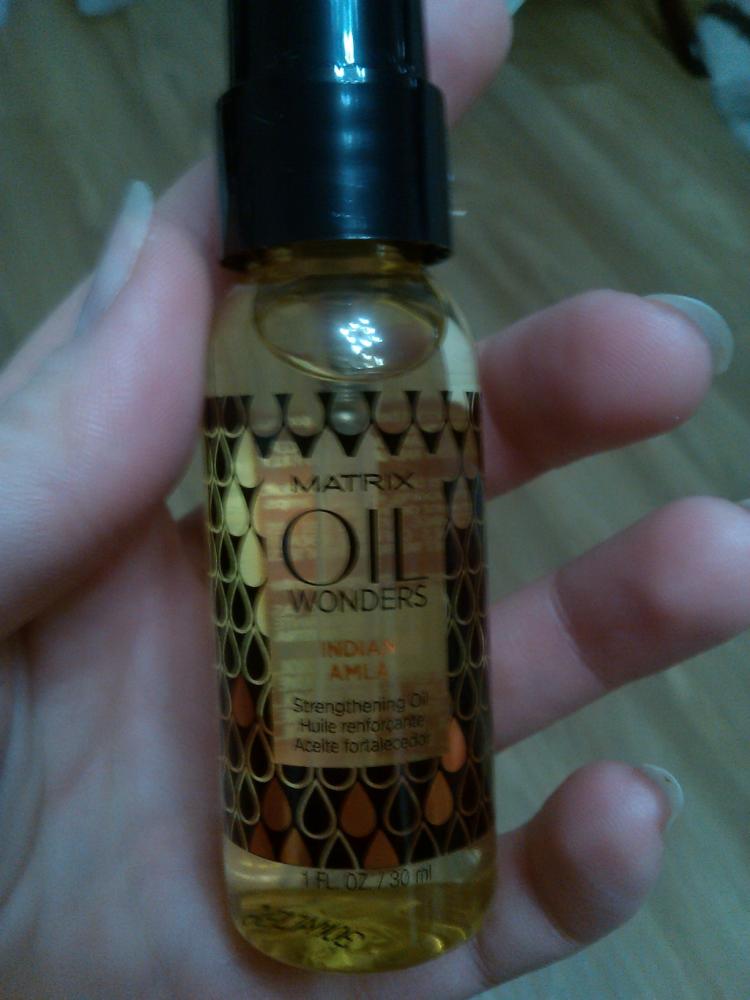 MATRIX
OIL
WONDERS
INDIAN
AMLA
Strengthening Oil
Huile renforçante
Aceite fortalecedor
1 FL. OZ. / 30 ml